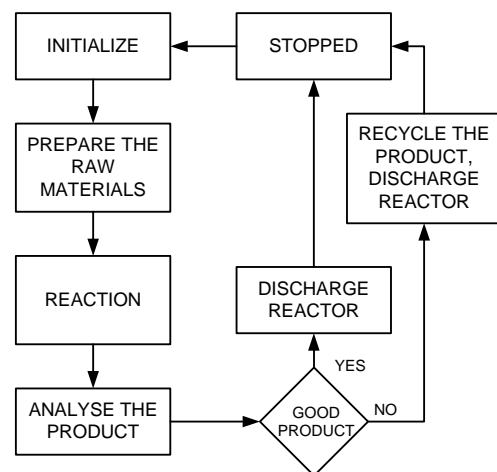 INITIALIZE
STOPPED
PREPARE THE
RAW
MATERIALS
RECYCLE THE
PRODUCT,
DISCHARGE
REACTOR
REACTION
DISCHARGE
REACTOR
YES
ANALYSE THE
PRODUCT
GOOD
PRODUCT
NO